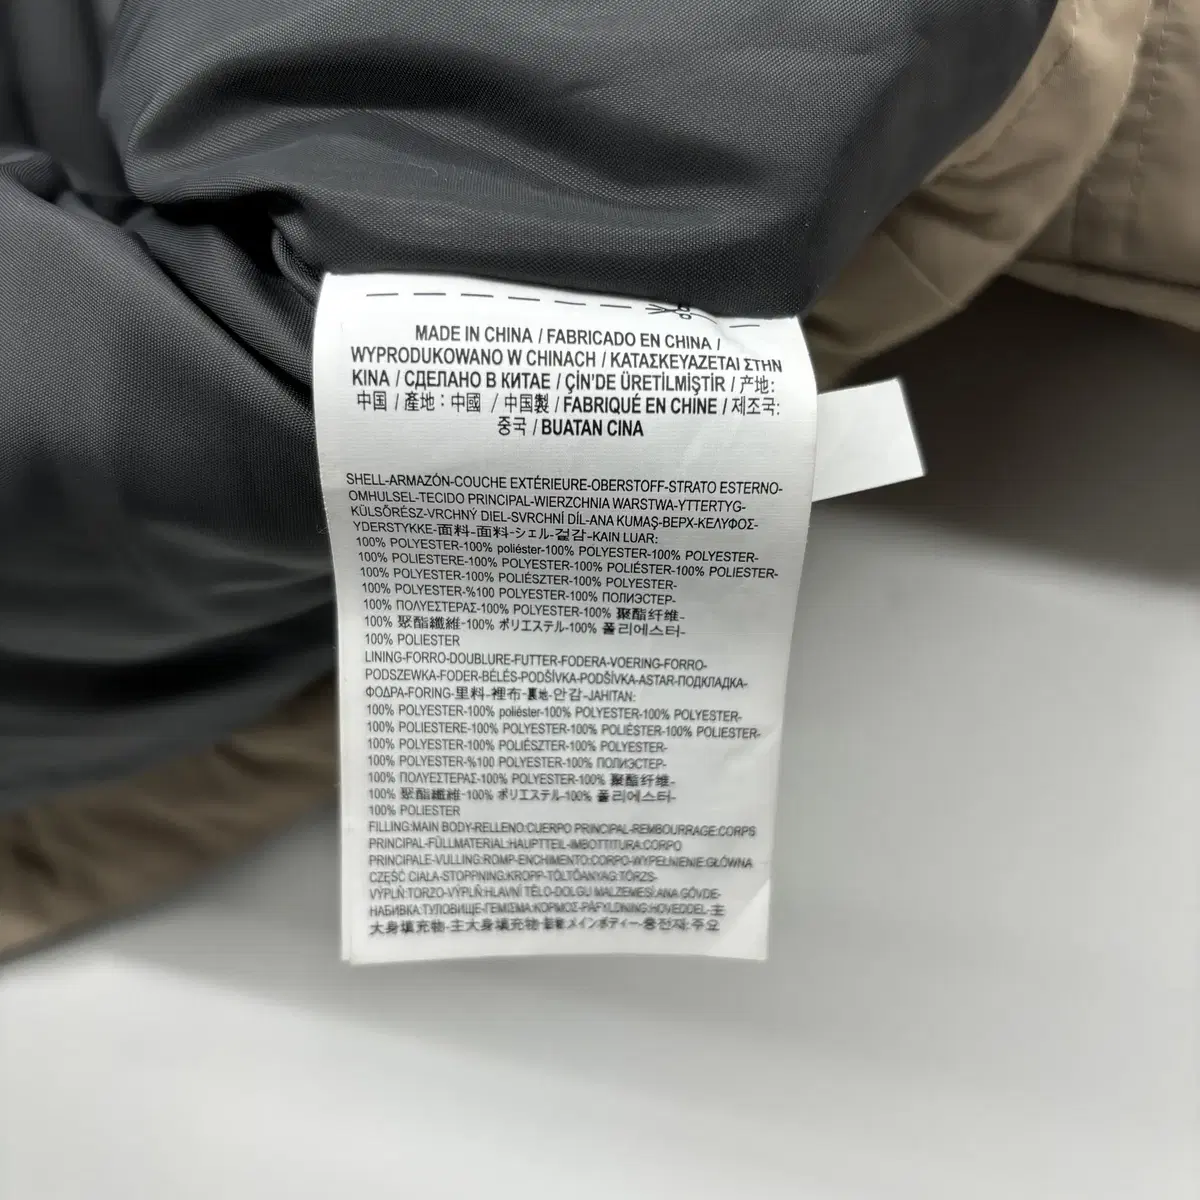 MADE IN CHINA / FABRICADO EN CHINA /
WYPRODUKOWANO W CHINACH / ΚΑΤΑΣΚΕΥΑΖΕΤΑΙ ΣΤΗΝ
ΚΙΝΑ / СДЕЛАНО В КИТАЕ / ÇİN'DE ÜRETİLMİŞTİR / 产地:
中国 / 產地：中國 / 中国製 / FABRIQUÉ EN CHINE / 제조국:
중국 / BUATAN CINA
SHELL-ARMAZÓN-COUCHE EXTÉRIEURE-OBERSTOFF-STRATO ESTERNO-
OMHULSEL-TECIDO PRINCIPAL-WIERZCHNIA WARSTWA-YTTERTYG-
KÜLSŐRÉSZ-VRCHNÝ DIEL-SVRCHNÍ DÍL-ANA KUMAŞ-ВЕРХ-ΚΕΛΥΦΟΣ-
YDERSTYKKE-面料-面料-シェル-겉감-KAIN LUAR:
100% POLYESTER-100% poliéster-100% POLYESTER-100% POLYESTER-
100% POLIESTERE-100% POLYESTER-100% POLIÉSTER-100% POLIESTER-
100% POLYESTER-100% POLIÉSZTER-100% POLYESTER-
100% POLYESTER-%100 POLYESTER-100% ПОЛИЭСТЕР-
100% ΠΟΛΥΕΣΤΕΡΑΣ-100% POLYESTER-100% 聚酯纤维-
100% 聚酯纖維-100% ポリエステル-100% 폴리에스터-
100% POLIESTER
LINING-FORRO-DOUBLURE-FUTTER-FODERA-VOERING-FORRO-
PODSZEWKA-FODER-BÉLÉS-PODŠÍVKA-PODŠÍVKA-ASTAR-ПОДКЛАДКА-
ΦΟΔΡΑ-FORING-里料-裡布-裏地-안감-JAHITAN:
100% POLYESTER-100% poliéster-100% POLYESTER-100% POLYESTER-
100% POLIESTERE-100% POLYESTER-100% POLIÉSTER-100% POLIESTER-
100% POLYESTER-100% POLIÉSZTER-100% POLYESTER-
100% POLYESTER-%100 POLYESTER-100% ПОЛИЭСТЕР-
100% ΠΟΛΥΕΣΤΕΡΑΣ-100% POLYESTER-100% 聚酯纤维-
100% 聚酯纖維-100% ポリエステル-100% 폴리에스터-
100% POLIESTER
FILLING:MAIN BODY-RELLENO:CUERPO PRINCIPAL-REMBOURRAGE:CORPS
PRINCIPAL-FÜLLMATERIAL:HAUPTTEIL-IMBOTTITURA:CORPO
PRINCIPALE-VULLING:ROMP-ENCHIMENTO:CORPO-WYPEŁNIENIE:GŁÓWNA
CZĘŚĆ CIAŁA-STOPPNING:KROPP-TÖLTŐANYAG:TÖRZS-
VÝPLŇ:TORZO-VÝPLŇ:HLAVNÍ TĚLO-DOLGU MALZEMESİ:ANA GÖVDE-
НАБИВКА:ТУЛОВИЩЕ-ΓΕΜΙΣΜΑ:ΚΟΡΜΟΣ-PÅFYLDNING:HOVEDDEL-主
大身填充物-主大身填充物-メインボディー-충전재:주요